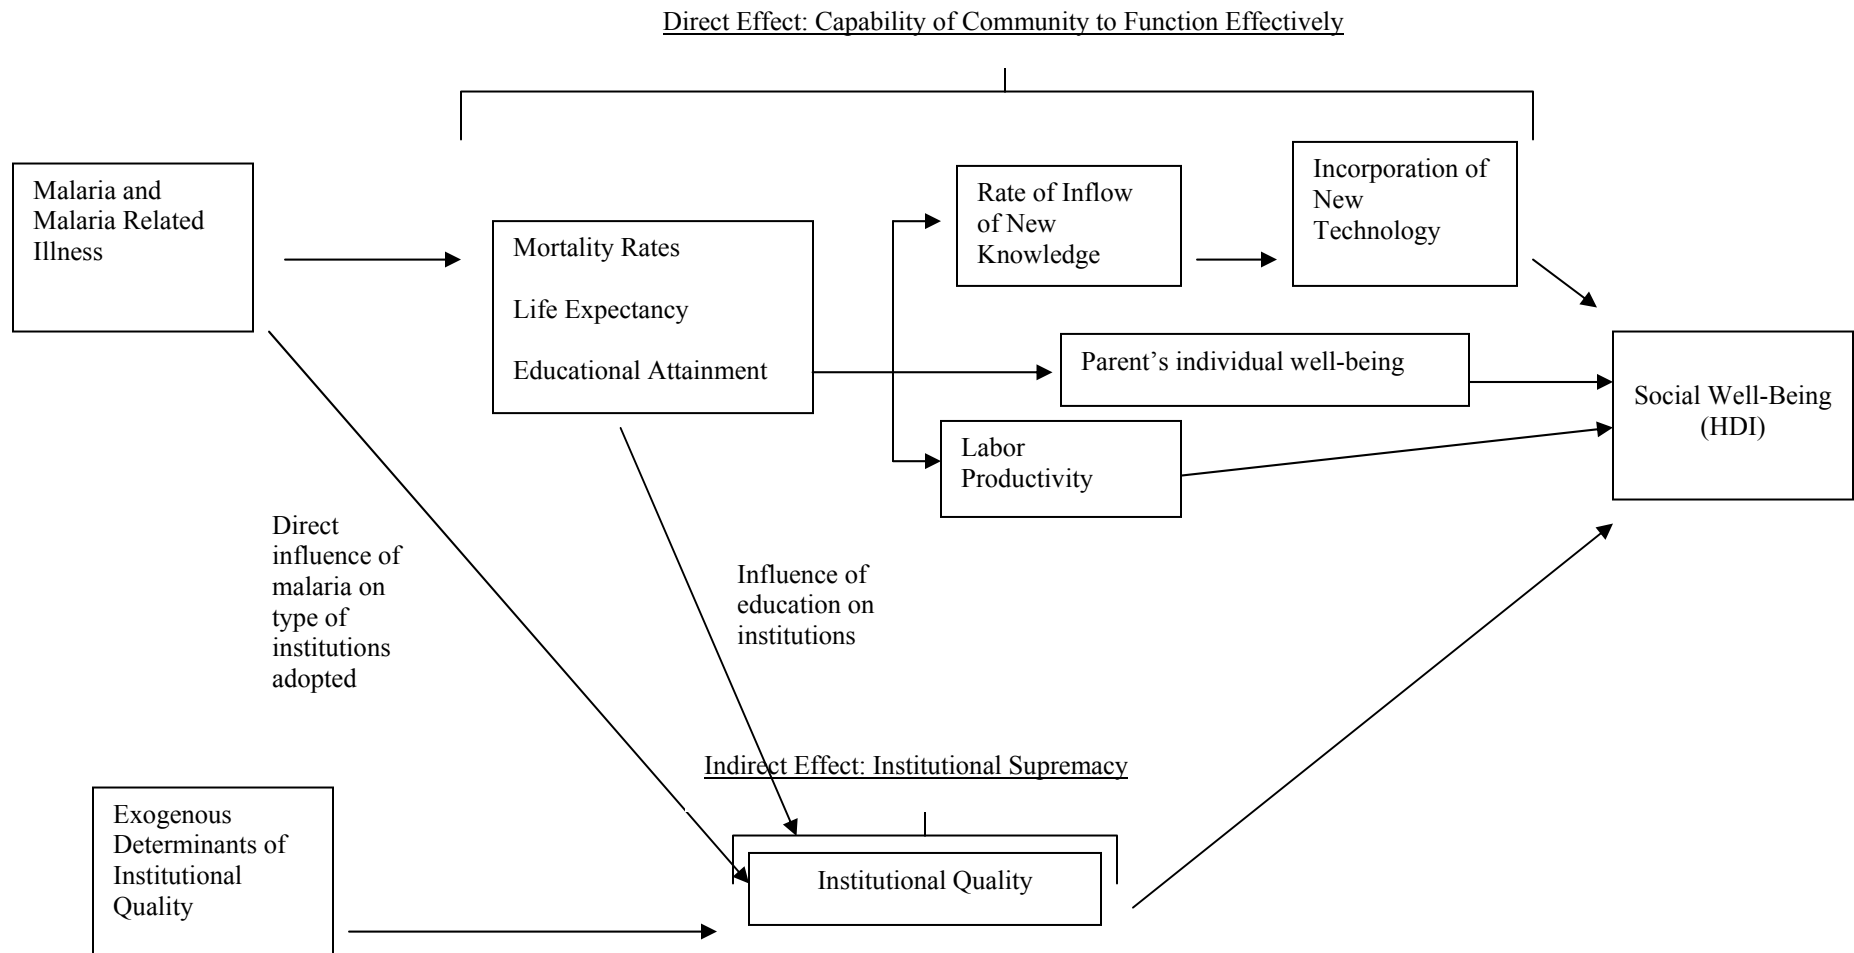 Direct Effect: Capability of Community to Function Effectively
Malaria and
Malaria Related
Illness
Mortality Rates
Life Expectancy
Educational Attainment
Rate of Inflow
of New
Knowledge
Incorporation of
New
Technology
Parent’s individual well-being
Labor
Productivity
Social Well-Being
(HDI)
Direct
influence of
malaria on
type of
institutions
adopted
Influence of
education on
institutions
Indirect Effect: Institutional Supremacy
Exogenous
Determinants of
Institutional
Quality
Institutional Quality